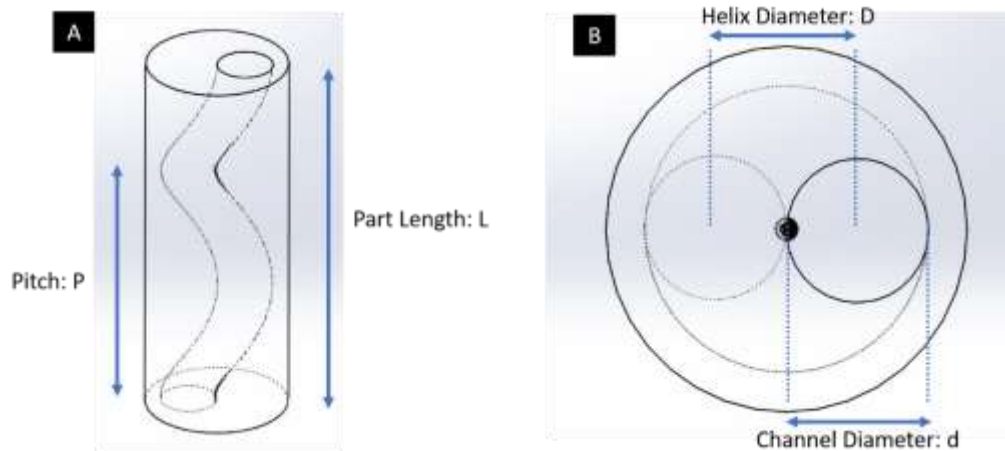 A
Pitch: P
Part Length: L
B
Helix Diameter: D
Channel Diameter: d